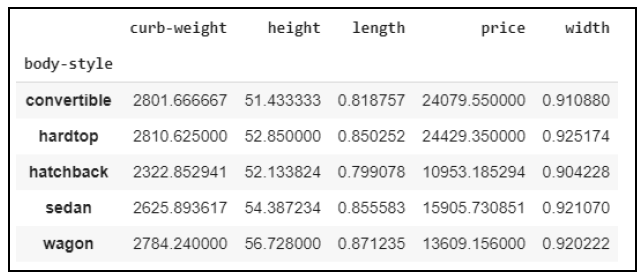 curb-weight height length price width
body-style
convertible 2801.666667 51.433333 0.818757 24079.550000 0.910880
hardtop 2810.625000 52.850000 0.850252 24429.350000 0.925174
hatchback 2322.852941 52.133824 0.799078 10953.185294 0.904228
sedan 2625.893617 54.387234 0.855583 15905.730851 0.921070
wagon 2784.240000 56.728000 0.871235 13609.156000 0.920222